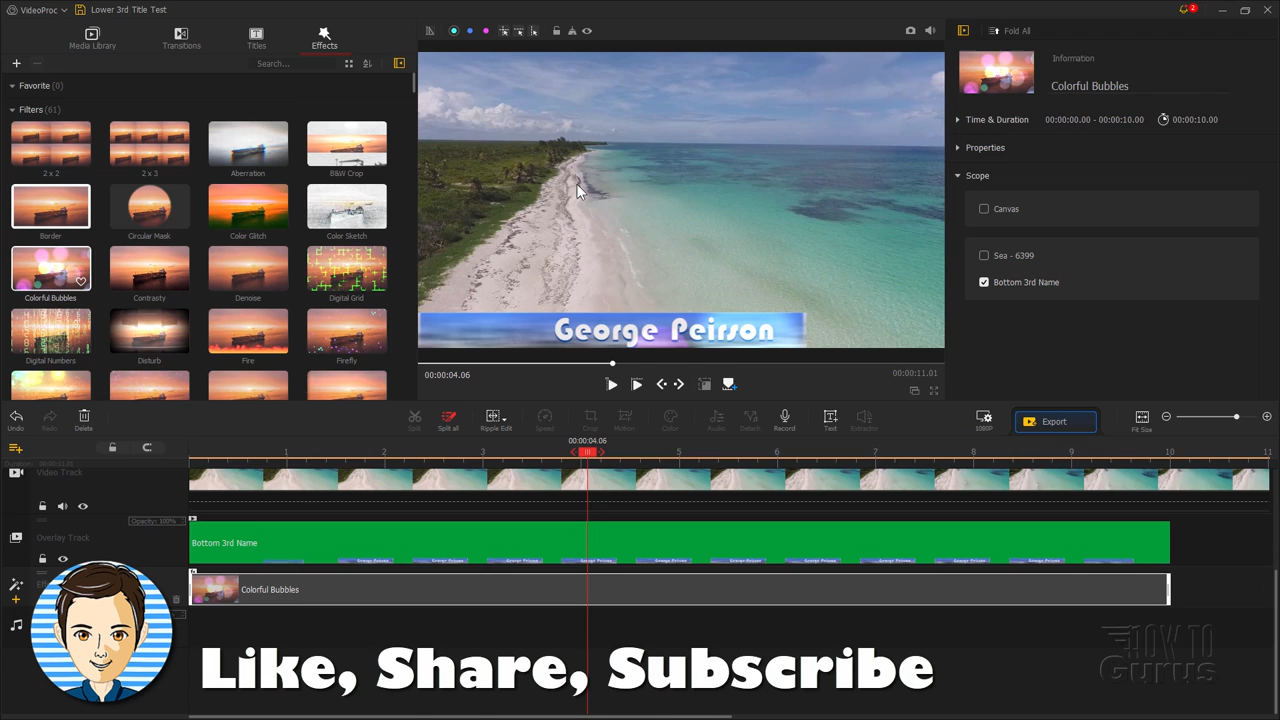 VideoProc
Lower 3rd Title Test
2
Media Library
Transitions
Titles
Effects
Search...
Favorite (0)
Filters (61)
2 x 2
2 x 3
Aberration
B&W Crop
Border
Circular Mask
Color Glitch
Color Sketch
Colorful Bubbles
Contrasty
Denoise
Digital Grid
Digital Numbers
Disturb
Fire
Firefly
George Peirson
00:00:04.06
00:00:11.01
Fold All
Information
Colorful Bubbles
Time & Duration
00:00:00.00 - 00:00:10.00
00:00:10.00
Properties
Scope
Canvas
Sea - 6399
Bottom 3rd Name
Undo
Redo
Delete
Split
Split all
Ripple Edit
Speed
Crop
Motion
Color
Audio
Detach
Record
Text
Extractor
1080P
Export
Fit Size
00:00:04.06
1
2
3
5
6
7
8
9
10
11
Video Track
Opacity: 100%
Overlay Track
Bottom 3rd Name
Colorful Bubbles
Like, Share, Subscribe
HOW TO
GURUS